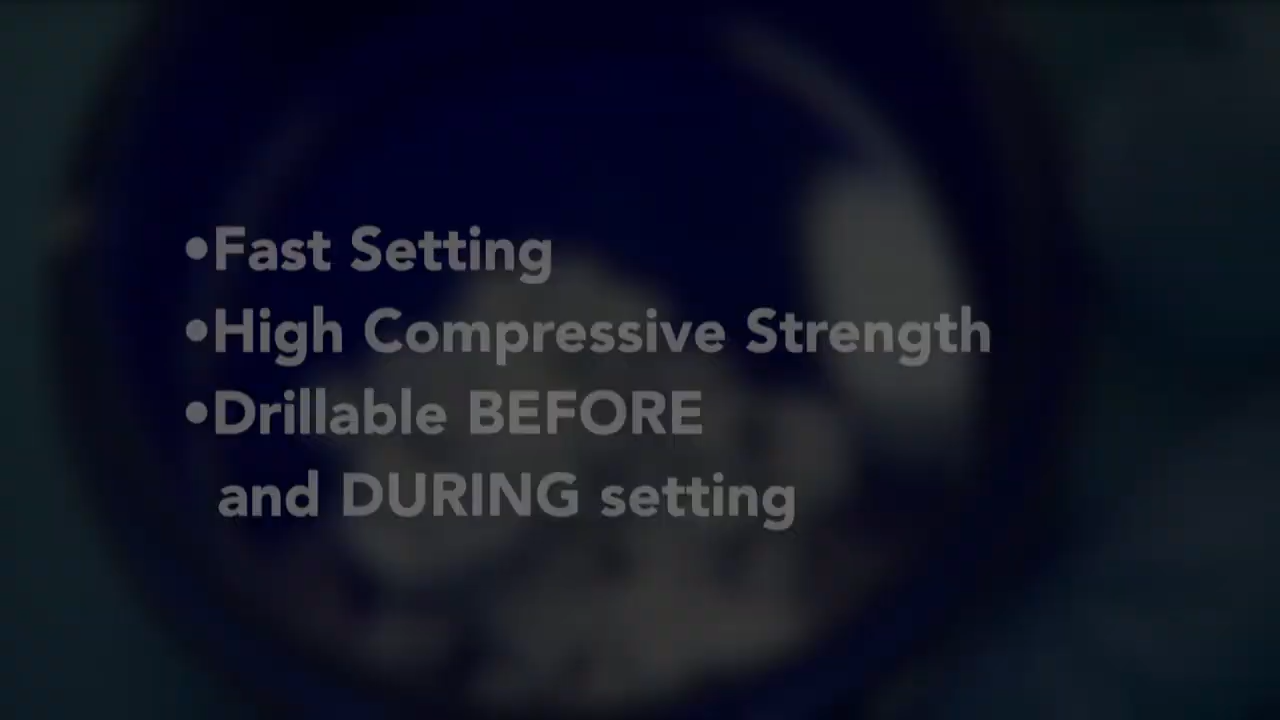 •Fast Setting
•High Compressive Strength
•Drillable BEFORE
and DURING setting